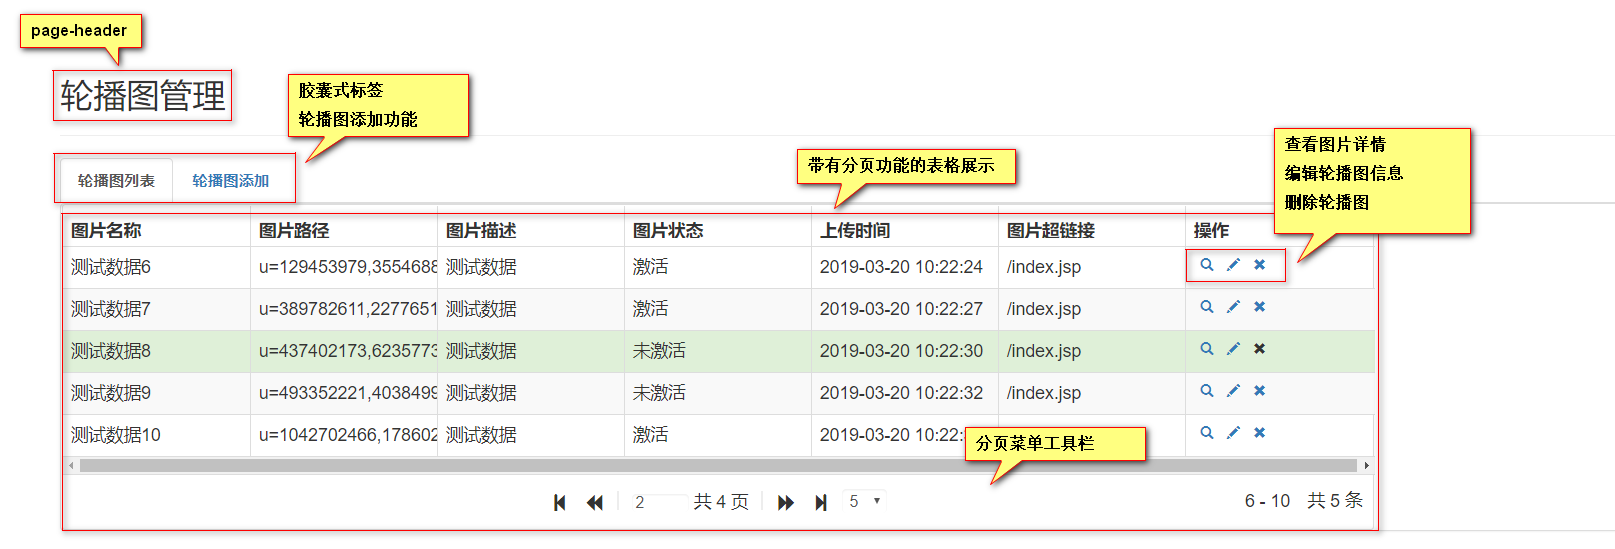 page-header
轮播图管理
胶囊式标签
轮播图添加功能
查看图片详情
编辑轮播图信息
删除轮播图
带有分页功能的表格展示
轮播图列表 轮播图添加
图片名称 图片路径 图片描述 图片状态 上传时间 图片超链接 操作
测试数据6 u=129453979,3554688 测试数据 激活 2019-03-20 10:22:24 /index.jsp
测试数据7 u=389782611,2277651 测试数据 激活 2019-03-20 10:22:27 /index.jsp
测试数据8 u=437402173,6235773 测试数据 未激活 2019-03-20 10:22:30 /index.jsp
测试数据9 u=493352221,4038499 测试数据 未激活 2019-03-20 10:22:32 /index.jsp
测试数据10 u=1042702466,178602 测试数据 激活 2019-03-20 10:22:
分页菜单工具栏
2 共 4 页 5 6 - 10 共 5 条